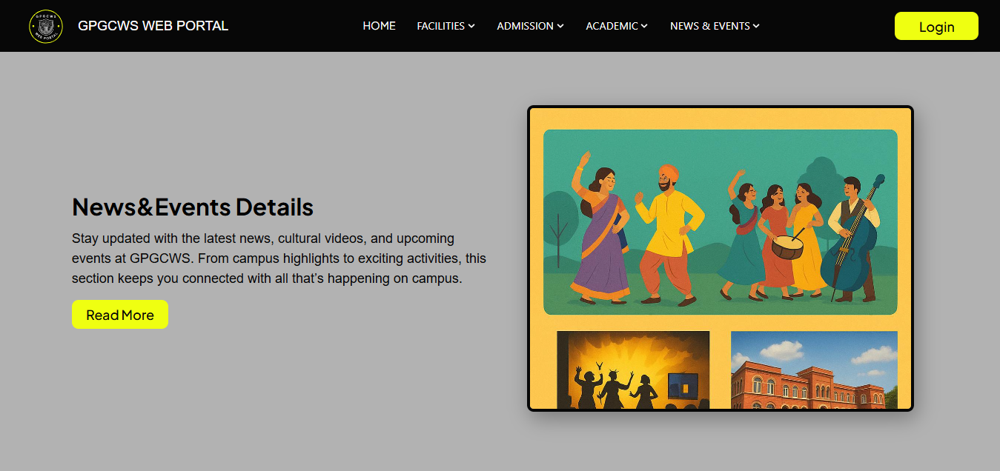 GPGCWS
WEB PORTAL
GPGCWS WEB PORTAL
HOME
FACILITIES
ADMISSION
ACADEMIC
NEWS & EVENTS
Login
News&Events Details
Stay updated with the latest news, cultural videos, and upcoming
events at GPGCWS. From campus highlights to exciting activities, this
section keeps you connected with all that’s happening on campus.
Read More